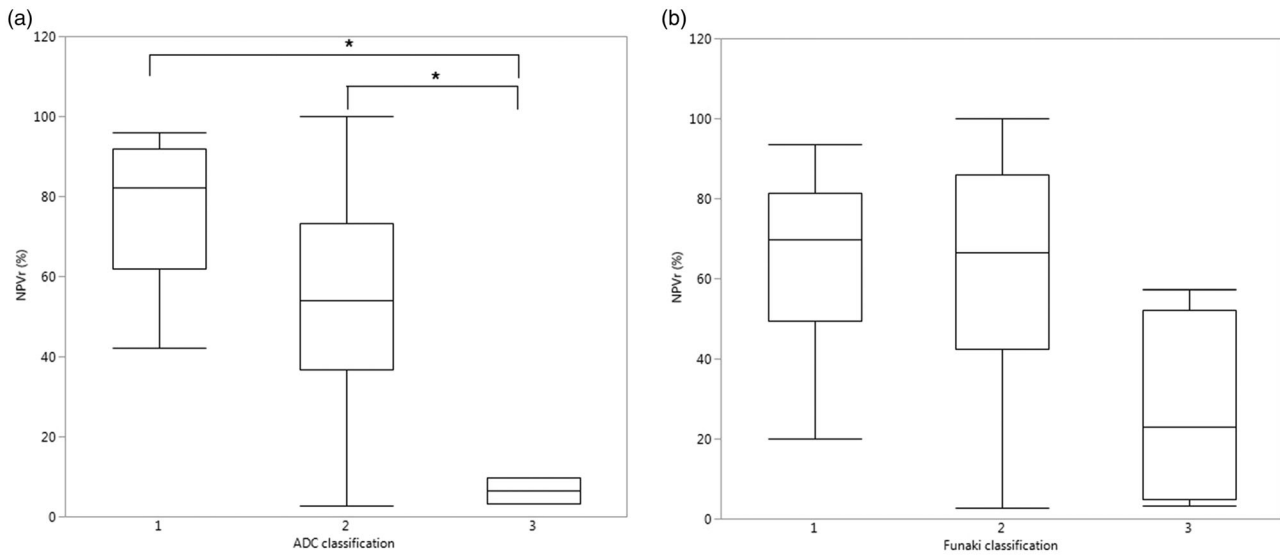 (a)
*
*
120
100
80
60
40
20
0
NPVr (%)
1 2 3
ADC classification
(b)
120
100
80
60
40
20
0
NPVr (%)
1 2 3
Funaki classification